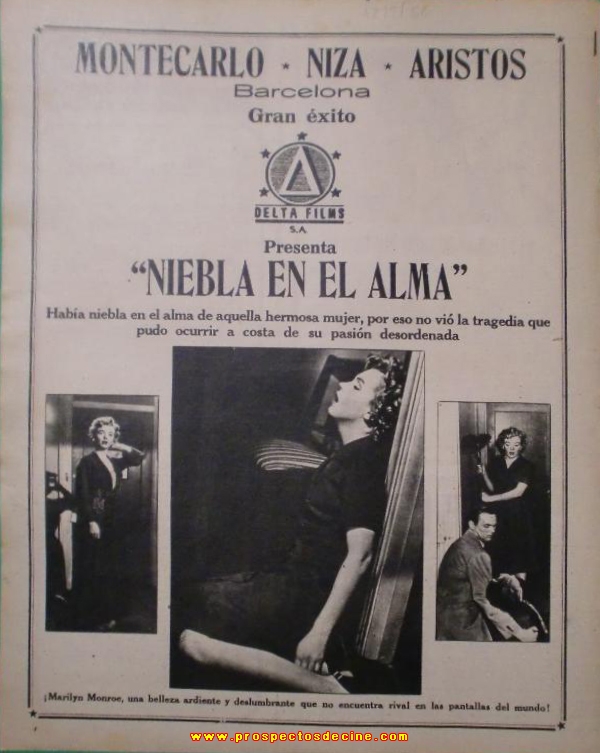 MONTECARLO ★ NIZA ★ ARISTOS
Barcelona
Gran éxito
DELTA FILMS
S.A.
Presenta
“NIEBLA EN EL ALMA”
Había niebla en el alma de aquella hermosa mujer, por eso no vió la tragedia que
pudo ocurrir a costa de su pasión desordenada
¡Marilyn Monroe, una belleza ardiente y deslumbrante que no encuentra rival en las pantallas del mundo!
www.prospectosdecine.com